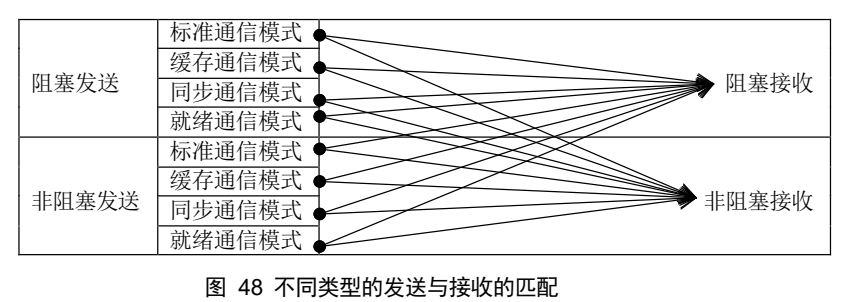 标准通信模式
缓存通信模式
阻塞发送
阻塞接收
同步通信模式
就绪通信模式
标准通信模式
缓存通信模式
非阻塞发送
非阻塞接收
同步通信模式
就绪通信模式
图 48 不同类型的发送与接收的匹配